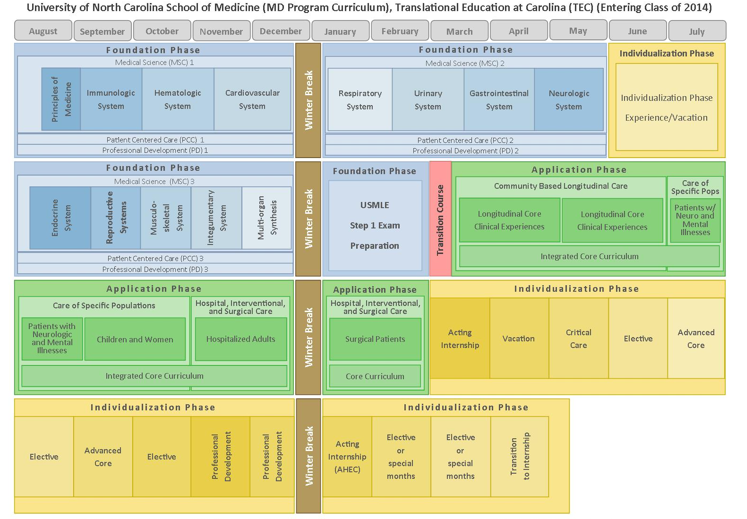 University of North Carolina School of Medicine (MD Program Curriculum), Translational Education at Carolina (TEC) (Entering Class of 2014)
August
September
October
November
December
January
February
March
April
May
June
July
Foundation Phase
Medical Science (MSC) 1
Principles of
Medicine
Immunologic
System
Hematologic
System
Cardiovascular
System
Patient Centered Care (PCC) 1
Professional Development (PD) 1
Winter Break
Foundation Phase
Medical Science (MSC) 2
Respiratory
System
Urinary
System
Gastrointestinal
System
Neurologic
System
Patient Centered Care (PCC) 2
Professional Development (PD) 2
Individualization Phase
Individualization Phase
Experience/Vacation
Foundation Phase
Medical Science (MSC) 3
Endocrine
System
Reproductive
Systems
Musculo-
skeletal
System
Integumentary
System
Multi-organ
Synthesis
Patient Centered Care (PCC) 3
Professional Development (PD) 3
Winter Break
Foundation Phase
USMLE
Step 1 Exam
Preparation
Transition Course
Application Phase
Community Based Longitudinal Care
Longitudinal Core
Clinical Experiences
Longitudinal Core
Clinical Experiences
Care of
Specific Pops
Patients w/
Neuro and
Mental
Illnesses
Integrated Core Curriculum
Application Phase
Care of Specific Populations
Patients with
Neurologic
and Mental
Illnesses
Children and Women
Hospital, Interventional,
and Surgical Care
Hospitalized Adults
Integrated Core Curriculum
Winter Break
Application Phase
Hospital, Interventional,
and Surgical Care
Surgical Patients
Core Curriculum
Individualization Phase
Acting
Internship
Vacation
Critical
Care
Elective
Advanced
Core
Individualization Phase
Elective
Advanced
Core
Elective
Professional
Development
Professional
Development
Winter Break
Individualization Phase
Acting
Internship
(AHEC)
Elective
or
special
months
Elective
or
special
months
Transition
to Internship